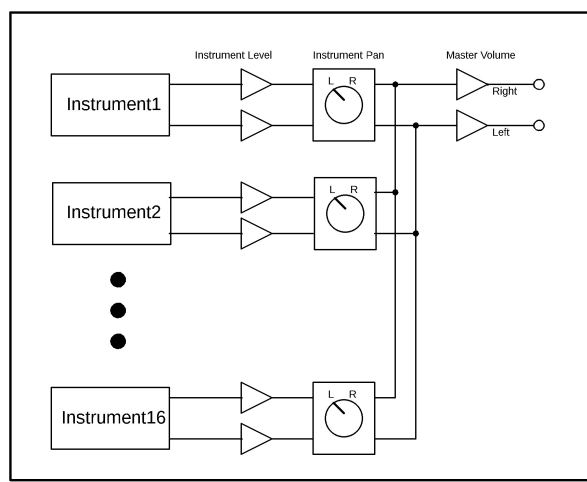 Instrument Level
Instrument Pan
Master Volume
Instrument1
L R
Right
Left
Instrument2
L R
Instrument16
L R